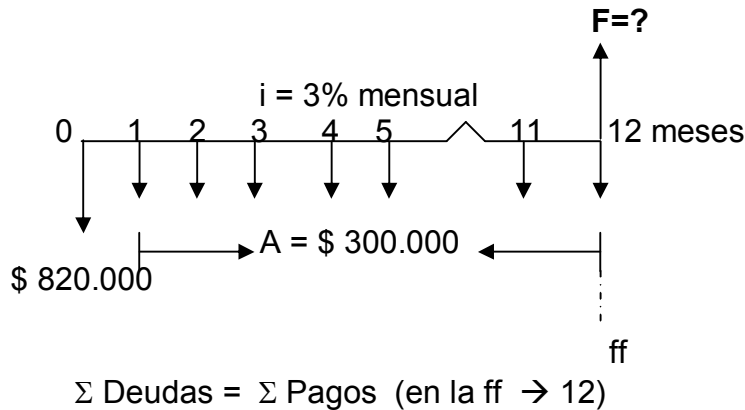 F=?
i = 3% mensual
0 1 2 3 4 5 11 12 meses
A = $ 300.000
$ 820.000
ff
Σ Deudas = Σ Pagos (en la ff → 12)